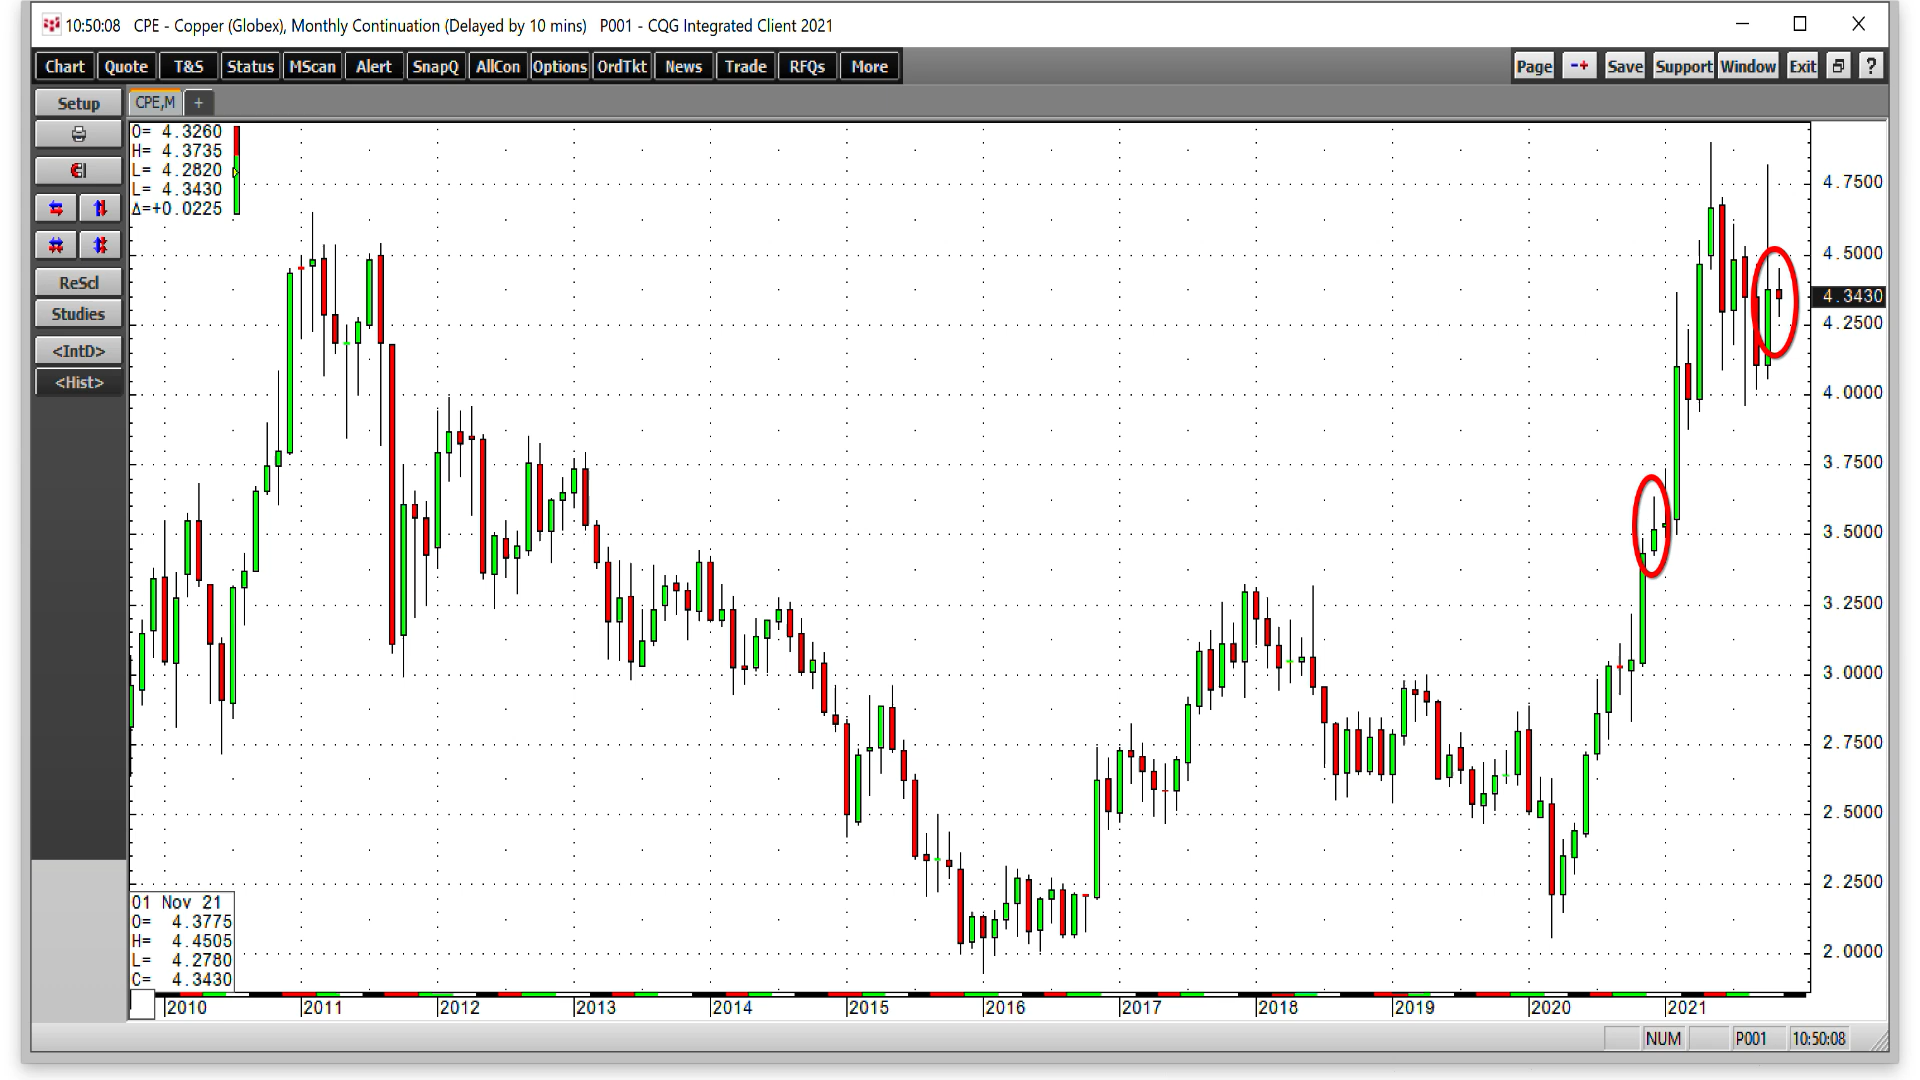 10:50:08 CPE - Copper (Globex), Monthly Continuation (Delayed by 10 mins) P001 - CQG Integrated Client 2021
Chart Quote T&S Status MScan Alert SnapQ AllCon Options OrdTkt News Trade RFQs More Page -+ Save Support Window Exit ?
Setup
CPE,M +
O= 4.3260
H= 4.3735
L= 4.2820
L= 4.3430
Δ=+0.0225
ReScl
Studies
<IntD>
<Hist>
4.7500
4.5000
4.3430
4.2500
4.0000
3.7500
3.5000
3.2500
3.0000
2.7500
2.5000
2.2500
2.0000
01 Nov 21
O= 4.3775
H= 4.4505
L= 4.2780
C= 4.3430
2010 2011 2012 2013 2014 2015 2016 2017 2018 2019 2020 2021
NUM P001 10:50:08